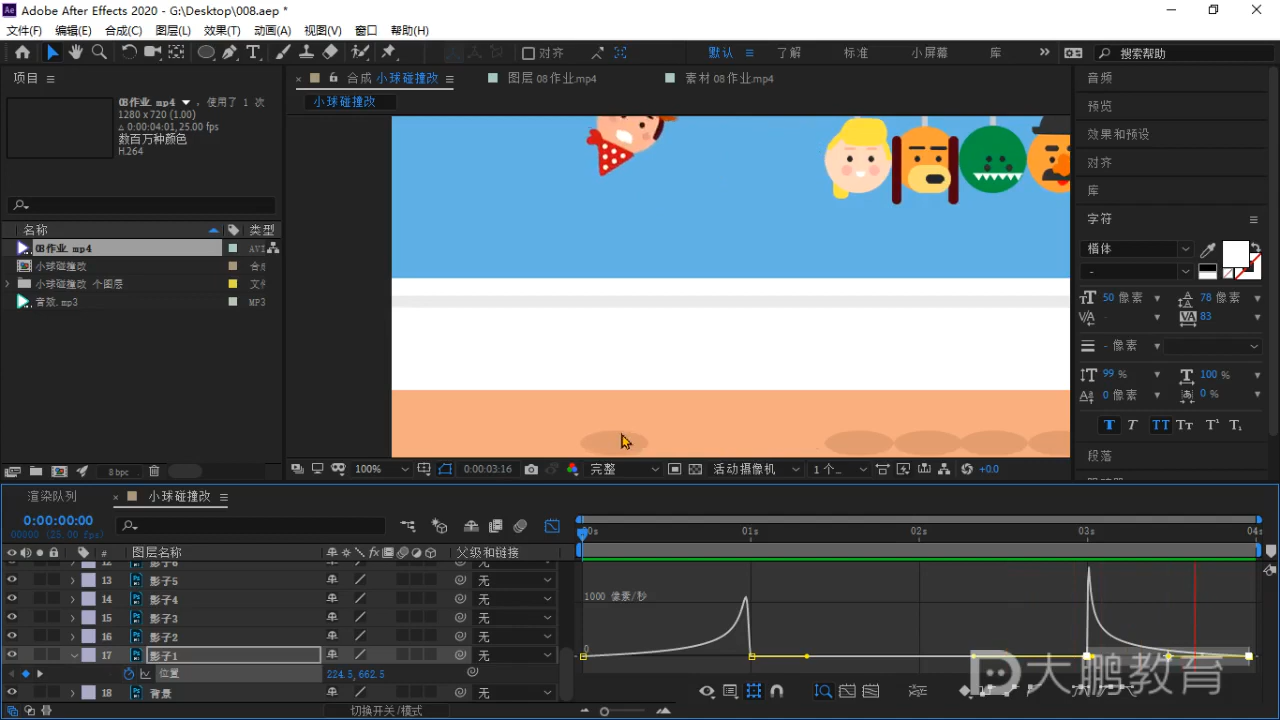 Adobe After Effects 2020 - G:\Desktop\008.aep *
文件(F) 编辑(E) 合成(C) 图层(L) 效果(T) 动画(A) 视图(V) 窗口 帮助(H)
对齐 默认 了解 标准 小屏幕 库 搜索帮助
项目
合成 小球碰撞改
图层 08作业.mp4
素材 08作业.mp4
小球碰撞改
08作业.mp4 , 使用了 1 次
1280 x 720 (1.00)
Δ 0:00:04:01, 25.00 fps
数百万种颜色
H.264
名称 类型
08作业.mp4 AVI
小球碰撞改
小球碰撞改 个图层
音效.mp3 MP3
8 bpc
100% 0:00:03:16 完整 活动摄像机 1个... +0.0
音频
预览
效果和预设
对齐
库
字符
楷体
-
50 像素 78 像素
83
- 像素
99 % 100 %
0 像素 0 %
T T TT Tт T¹ T₁
段落
渲染队列 小球碰撞改
0:00:00:00
00000 (25.00 fps)
# 图层名称 父级和链接
12 影子6 无
13 影子5 无
14 影子4 无
15 影子3 无
16 影子2 无
17 影子1 无
位置 224.5,662.5
18 背景 无
切换开关/模式
:00s 01s 02s 03s 04s
1000 像素/秒
0
大鹏教育